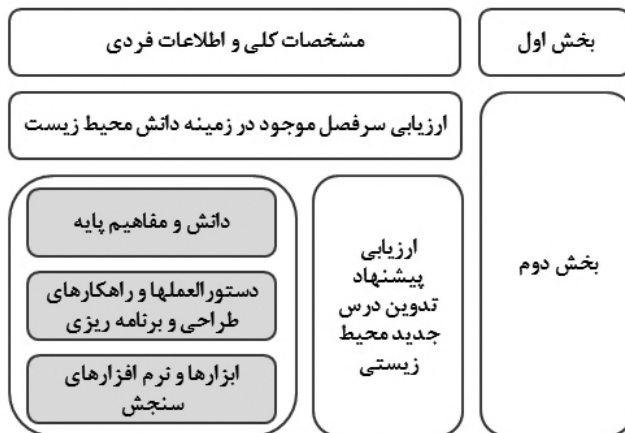 بخش اول
مشخصات کلی و اطلاعات فردی
بخش دوم
ارزیابی سرفصل موجود در زمینه دانش محیط زیست
ارزیابی
پیشنهاد
تدوین درس
جدید محیط
زیستی
دانش و مفاهیم پایه
دستورالعملها و راهکارهای
طراحی و برنامه ریزی
ابزارها و نرم افزارهای
سنجش